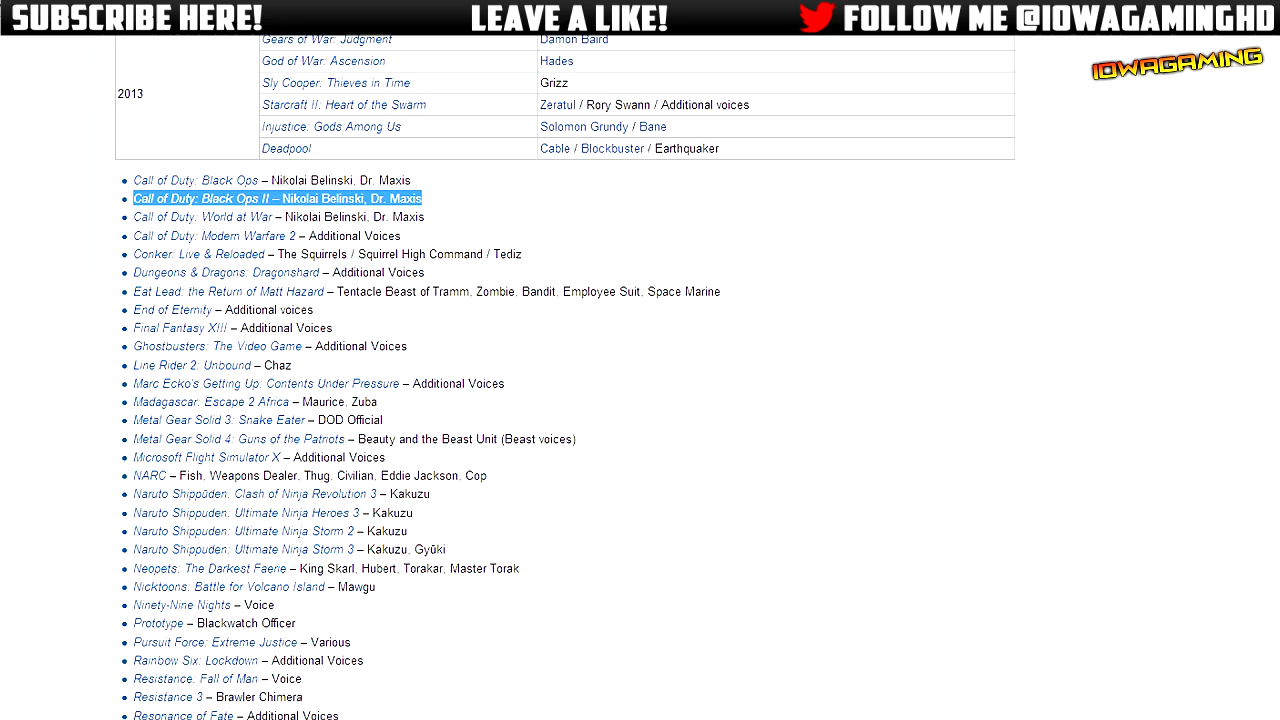 SUBSCRIBE HERE! LEAVE A LIKE! FOLLOW ME @IOWAGAMINGHD
IOWAGAMING
2013
Gears of War: Judgment Damon Baird
God of War: Ascension Hades
Sly Cooper: Thieves in Time Grizz
Starcraft II: Heart of the Swarm Zeratul / Rory Swann / Additional voices
Injustice: Gods Among Us Solomon Grundy / Bane
Deadpool Cable / Blockbuster / Earthquaker
• Call of Duty: Black Ops – Nikolai Belinski, Dr. Maxis
• Call of Duty: Black Ops II – Nikolai Belinski, Dr. Maxis
• Call of Duty: World at War – Nikolai Belinski, Dr. Maxis
• Call of Duty: Modern Warfare 2 – Additional Voices
• Conker: Live & Reloaded – The Squirrels / Squirrel High Command / Tediz
• Dungeons & Dragons: Dragonshard – Additional Voices
• Eat Lead: the Return of Matt Hazard – Tentacle Beast of Tramm, Zombie, Bandit, Employee Suit, Space Marine
• End of Eternity – Additional voices
• Final Fantasy XIII – Additional Voices
• Ghostbusters: The Video Game – Additional Voices
• Line Rider 2: Unbound – Chaz
• Marc Ecko's Getting Up: Contents Under Pressure – Additional Voices
• Madagascar: Escape 2 Africa – Maurice, Zuba
• Metal Gear Solid 3: Snake Eater – DOD Official
• Metal Gear Solid 4: Guns of the Patriots – Beauty and the Beast Unit (Beast voices)
• Microsoft Flight Simulator X – Additional Voices
• NARC – Fish, Weapons Dealer, Thug, Civilian, Eddie Jackson, Cop
• Naruto Shippūden: Clash of Ninja Revolution 3 – Kakuzu
• Naruto Shippuden: Ultimate Ninja Heroes 3 – Kakuzu
• Naruto Shippuden: Ultimate Ninja Storm 2 – Kakuzu
• Naruto Shippuden: Ultimate Ninja Storm 3 – Kakuzu, Gyūki
• Neopets: The Darkest Faerie – King Skarl, Hubert, Torakar, Master Torak
• Nicktoons: Battle for Volcano Island – Mawgu
• Ninety-Nine Nights – Voice
• Prototype – Blackwatch Officer
• Pursuit Force: Extreme Justice – Various
• Rainbow Six: Lockdown – Additional Voices
• Resistance: Fall of Man – Voice
• Resistance 3 – Brawler Chimera
• Resonance of Fate – Additional Voices